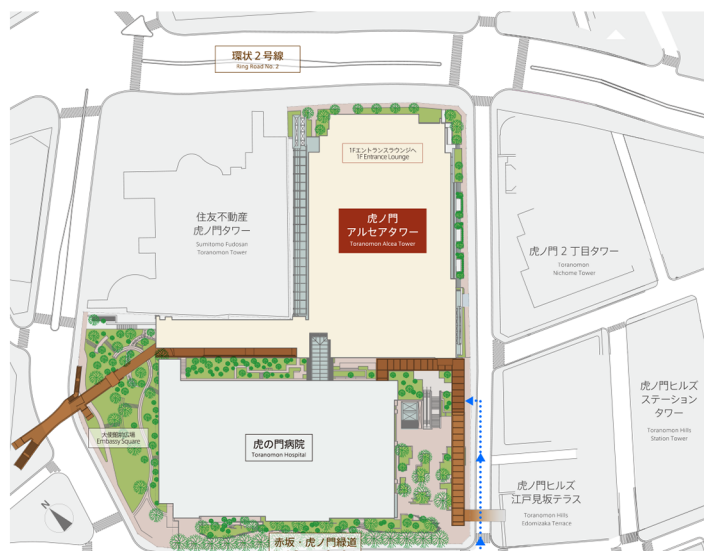 環状2号線
Ring Road No. 2
1Fエントランスラウンジへ
1F Entrance Lounge
虎ノ門
アルセアタワー
Toranomon Alcea Tower
住友不動産
虎ノ門タワー
Sumitomo Fudosan
Toranomon Tower
虎ノ門2丁目タワー
Toranomon
Nichome Tower
虎ノ門ヒルズ
ステーション
タワー
Toranomon Hills
Station Tower
大使館前広場
Embassy Square
虎の門病院
Toranomon Hospital
虎ノ門ヒルズ
江戸見坂テラス
Toranomon Hills
Edomizaka Terrace
N
赤坂・虎ノ門緑道